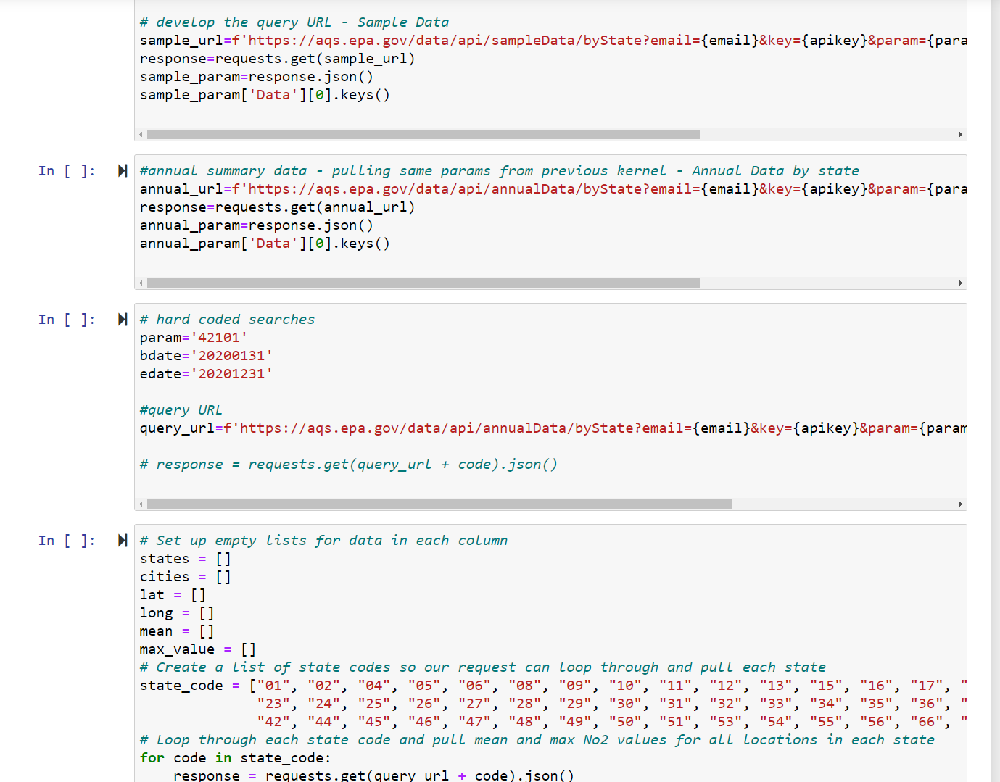 # develop the query URL - Sample Data
sample_url=f'https://aqs.epa.gov/data/api/sampleData/byState?email={email}&key={apikey}&param={para
response=requests.get(sample_url)
sample_param=response.json()
sample_param['Data'][0].keys()
In [ ]:
#annual summary data - pulling same params from previous kernel - Annual Data by state
annual_url=f'https://aqs.epa.gov/data/api/annualData/byState?email={email}&key={apikey}&param={para
response=requests.get(annual_url)
annual_param=response.json()
annual_param['Data'][0].keys()
In [ ]:
# hard coded searches
param='42101'
bdate='20200131'
edate='20201231'
#query URL
query_url=f'https://aqs.epa.gov/data/api/annualData/byState?email={email}&key={apikey}&param={param
# response = requests.get(query_url + code).json()
In [ ]:
# Set up empty lists for data in each column
states = []
cities = []
lat = []
long = []
mean = []
max_value = []
# Create a list of state codes so our request can loop through and pull each state
state_code = ["01", "02", "04", "05", "06", "08", "09", "10", "11", "12", "13", "15", "16", "17", "
"23", "24", "25", "26", "27", "28", "29", "30", "31", "32", "33", "34", "35", "36", "
"42", "44", "45", "46", "47", "48", "49", "50", "51", "53", "54", "55", "56", "66", "
# Loop through each state code and pull mean and max No2 values for all locations in each state
for code in state_code:
response = requests.get(query_url + code).json()